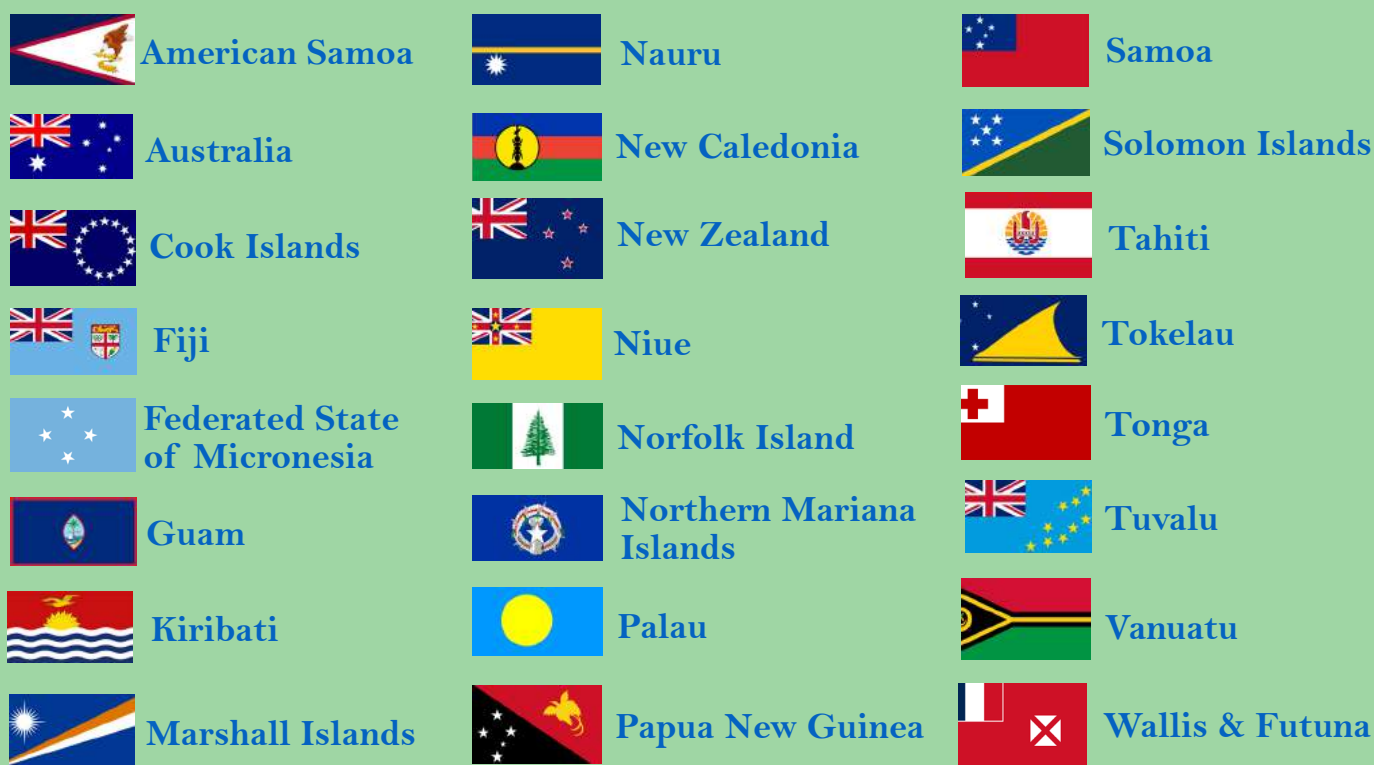 American Samoa
Australia
Cook Islands
Fiji
Federated State
of Micronesia
Guam
Kiribati
Marshall Islands
Nauru
New Caledonia
New Zealand
Niue
Norfolk Island
Northern Mariana
Islands
Palau
Papua New Guinea
Samoa
Solomon Islands
Tahiti
Tokelau
Tonga
Tuvalu
Vanuatu
Wallis & Futuna